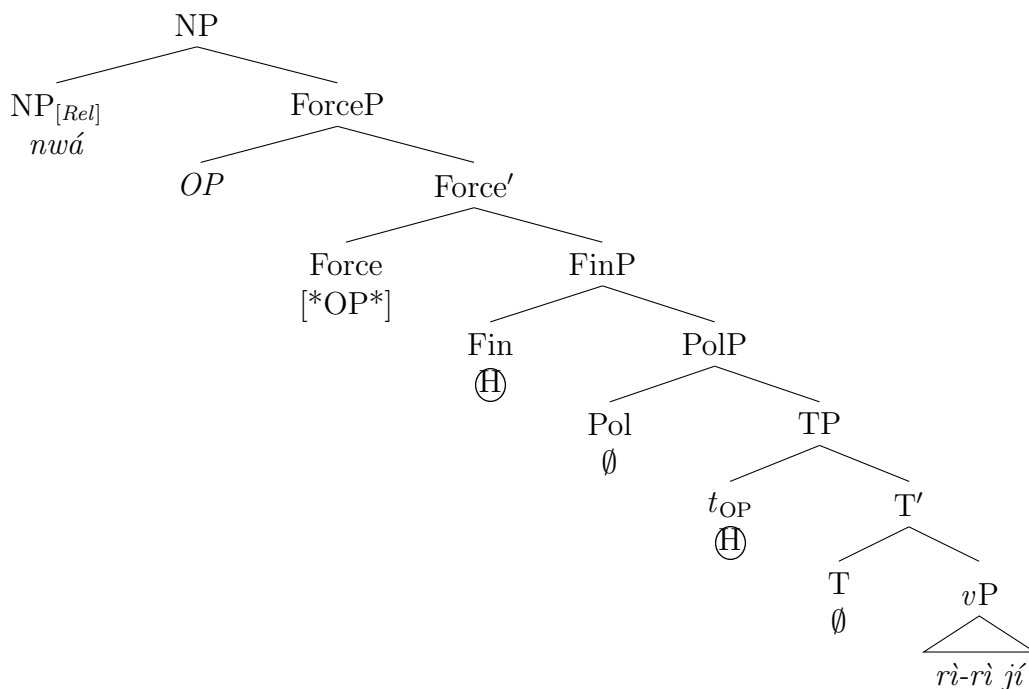 NP
NP[Rel] ForceP
nwá
OP Force′
Force FinP
[*OP*]
Fin PolP
Ⓗ
Pol TP
∅
tOP T′
Ⓗ
T vP
∅
rì-rì jí